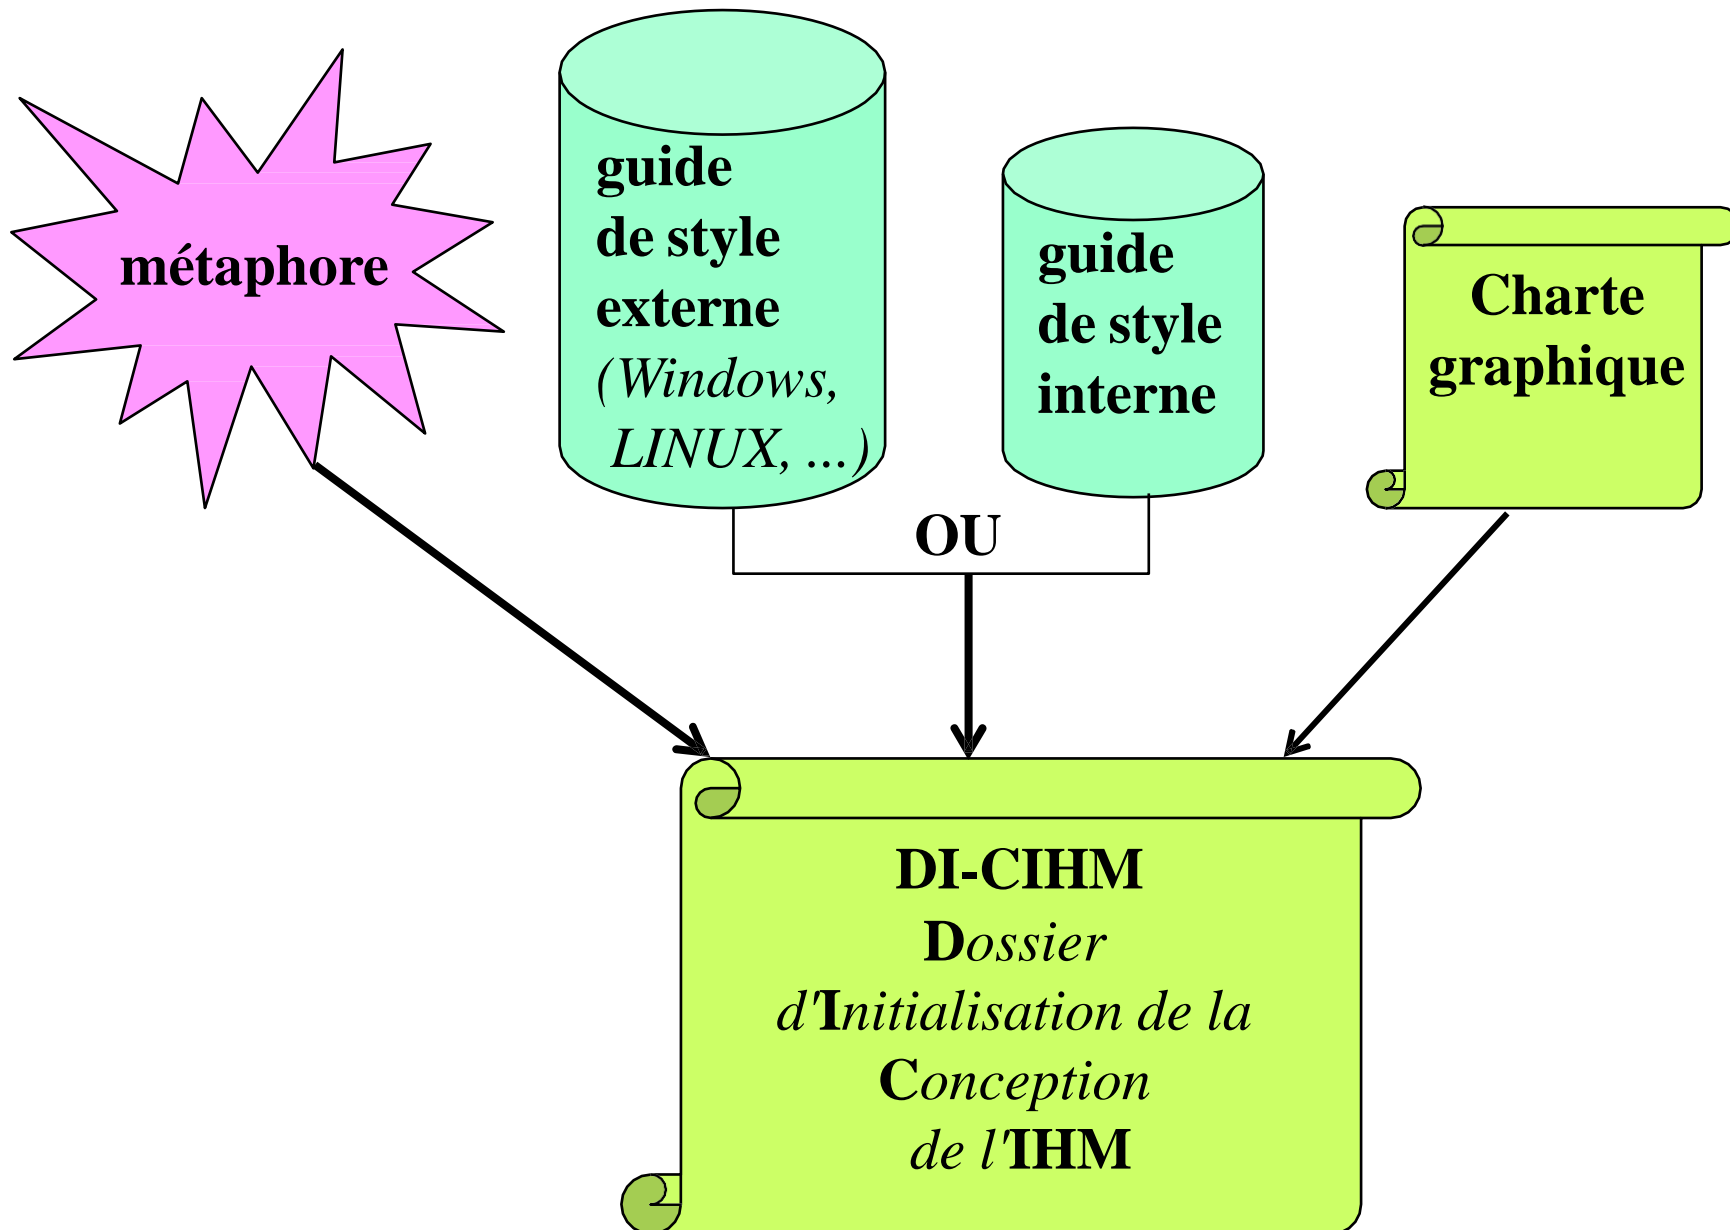 métaphore
guide
de style
externe
(Windows,
LINUX, ...)
guide
de style
interne
Charte
graphique
OU
DI-CIHM
Dossier
d'Initialisation de la
Conception
de l'IHM